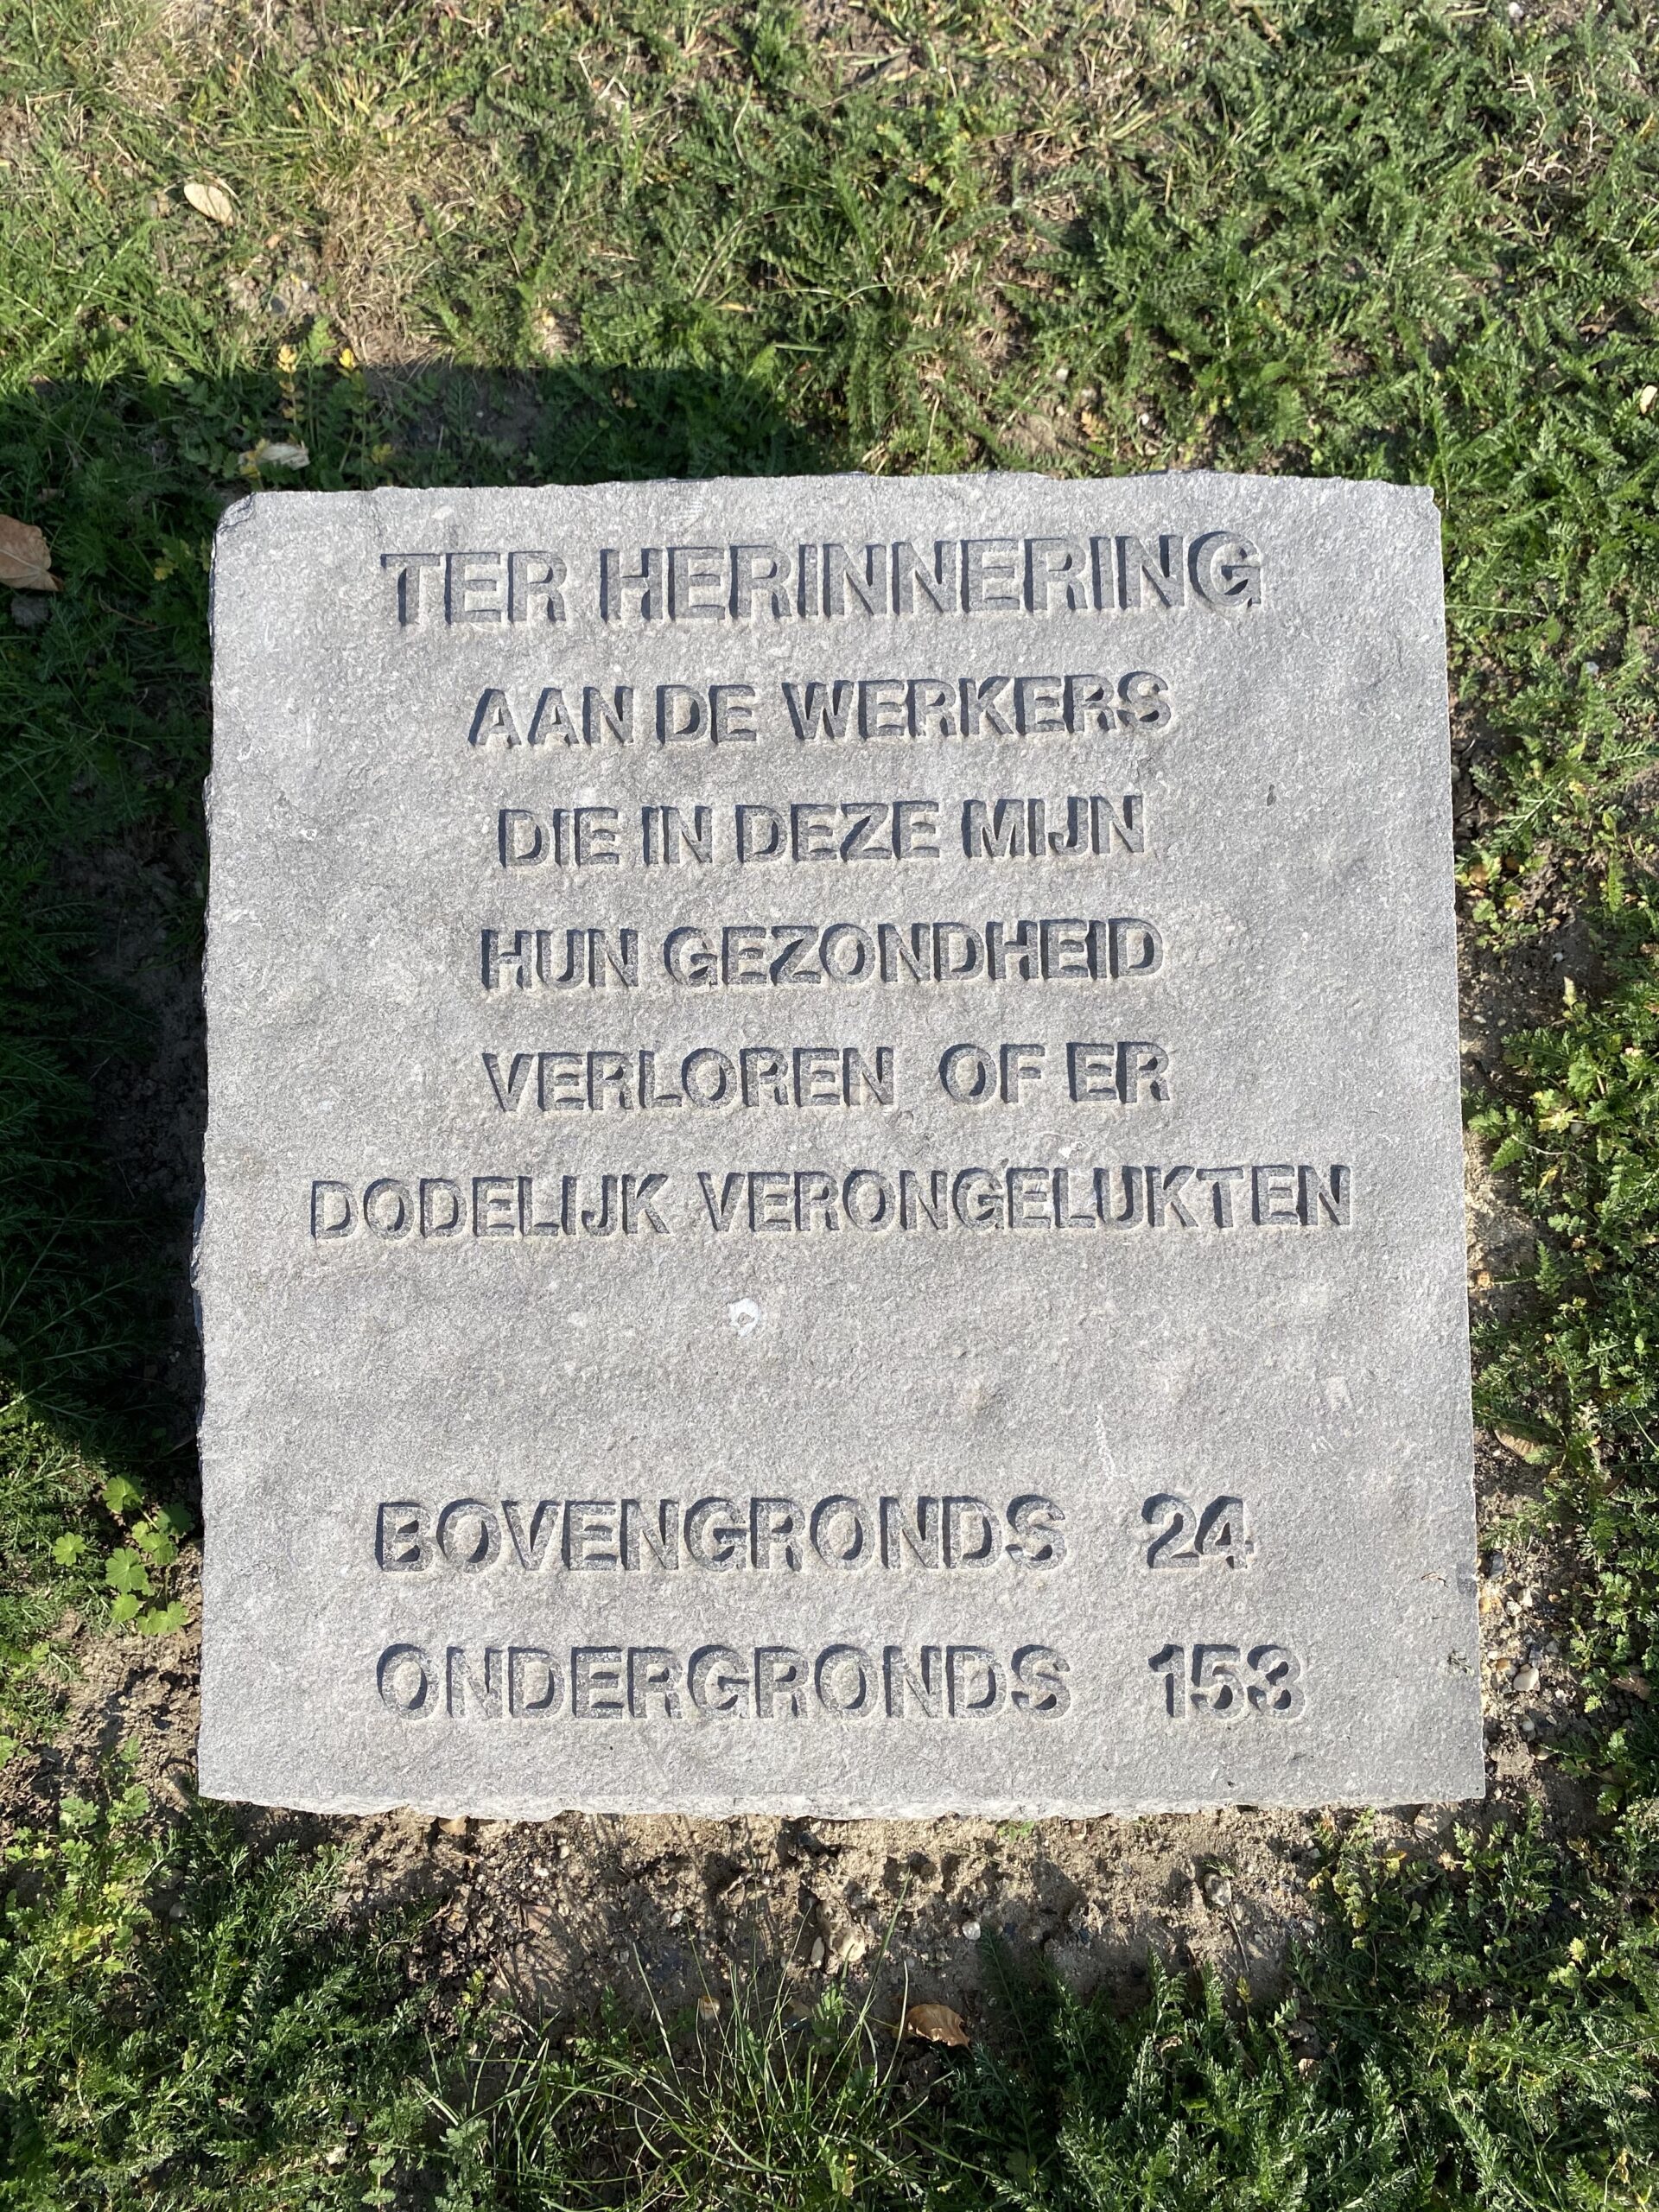 TER HERINNERING
AAN DE WERKERS
DIE IN DEZE MIJN
HUN GEZONDHEID
VERLOREN OF ER
DODELIJK VERONGELUKTEN
BOVENGRONDS 24
ONDERGRONDS 153